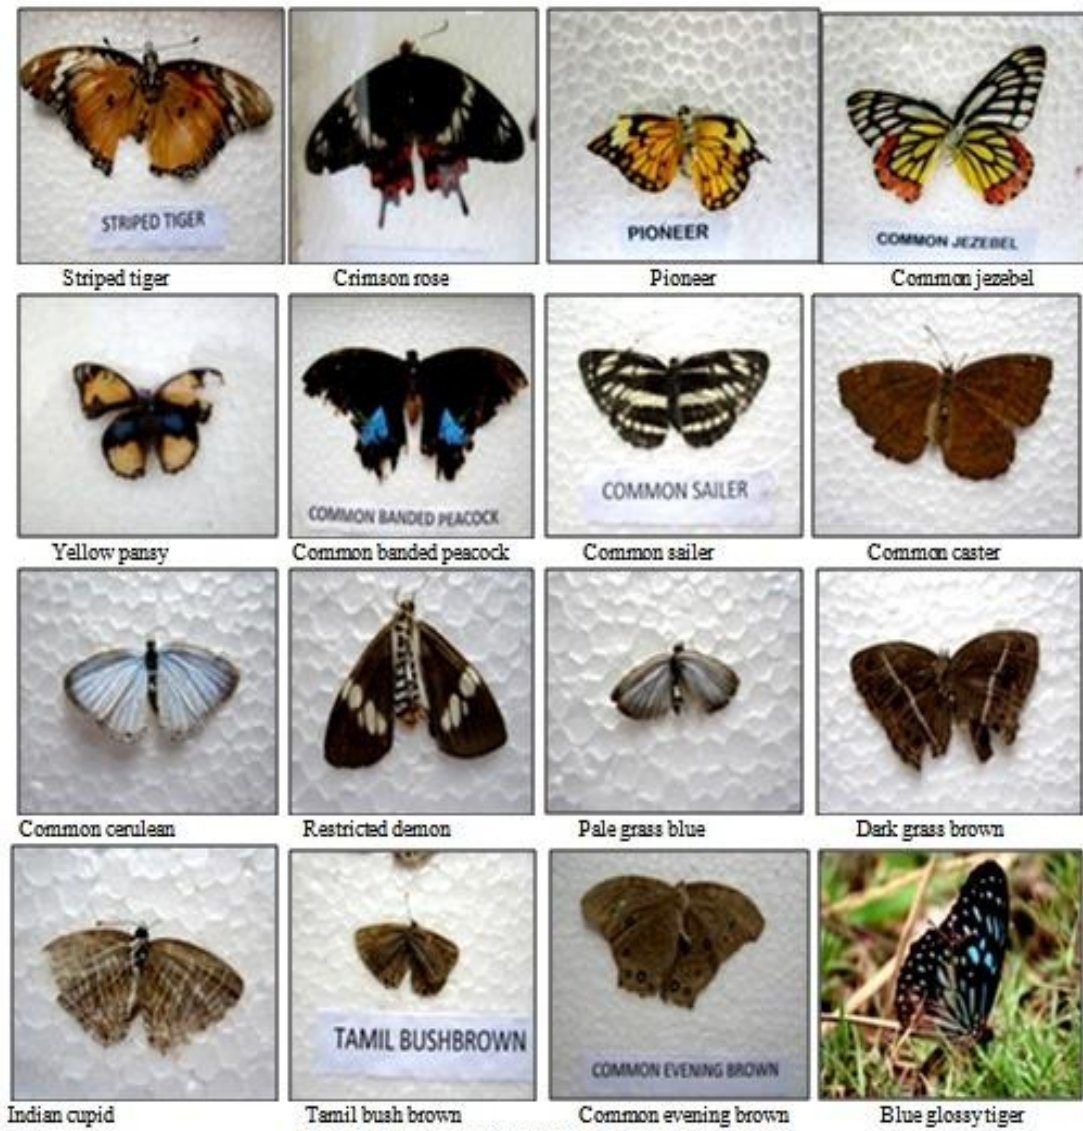 STRIPED TIGER
PIONEER
COMMON JEZEBEL
Striped tiger
Crimson rose
Pioneer
Common jezebel
COMMON BANDED PEACOCK
COMMON SAILER
Yellow pansy
Common banded peacock
Common sailer
Common caster
Common cerulean
Restricted demon
Pale grass blue
Dark grass brown
TAMIL BUSHBROWN
COMMON EVENING BROWN
Indian cupid
Tamil bush brown
Common evening brown
Blue glossy tiger